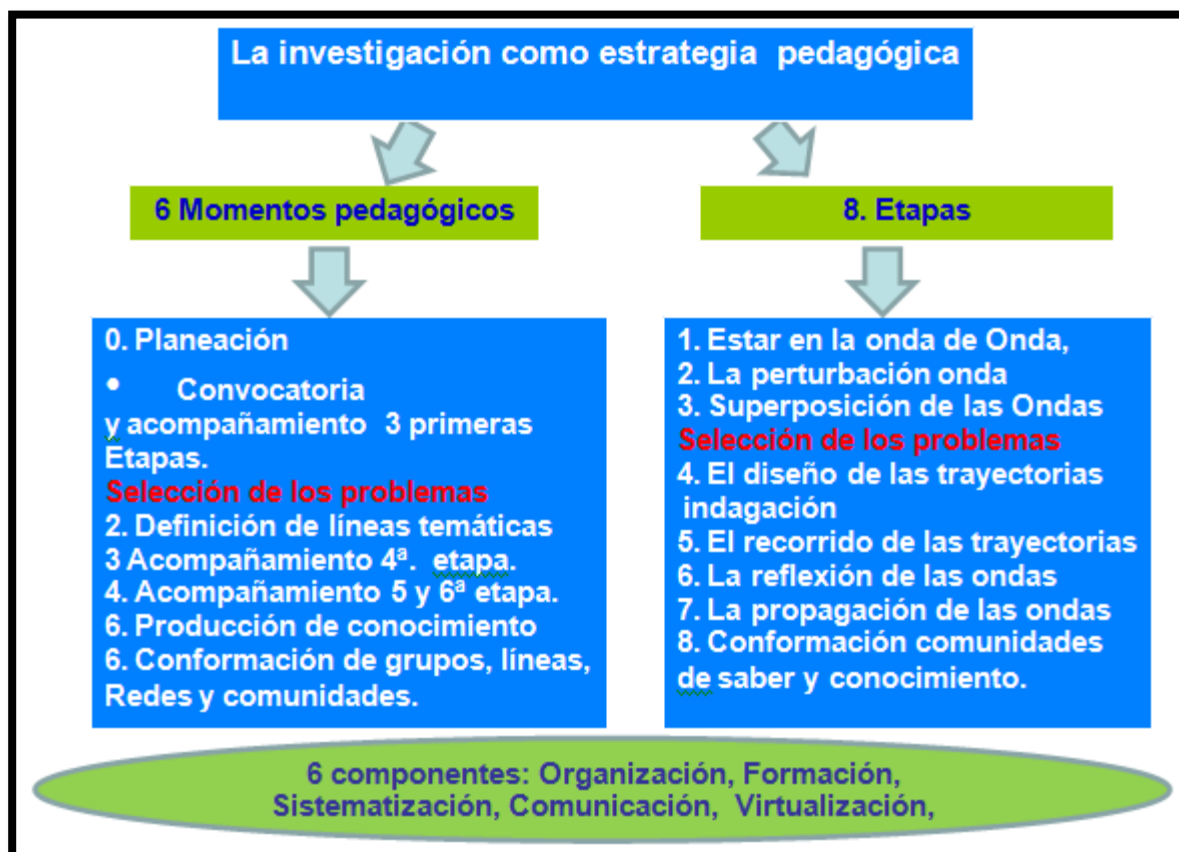 La investigación como estrategia pedagógica
6 Momentos pedagógicos
8. Etapas
0. Planeación
• Convocatoria
y acompañamiento 3 primeras
Etapas.
Selección de los problemas
2. Definición de líneas temáticas
3 Acompañamiento 4ª. etapa.
4. Acompañamiento 5 y 6ª etapa.
6. Producción de conocimiento
6. Conformación de grupos, líneas,
Redes y comunidades.
1. Estar en la onda de Onda,
2. La perturbación onda
3. Superposición de las Ondas
Selección de los problemas
4. El diseño de las trayectorias
indagación
5. El recorrido de las trayectorias
6. La reflexión de las ondas
7. La propagación de las ondas
8. Conformación comunidades
de saber y conocimiento.
6 componentes: Organización, Formación,
Sistematización, Comunicación, Virtualización,